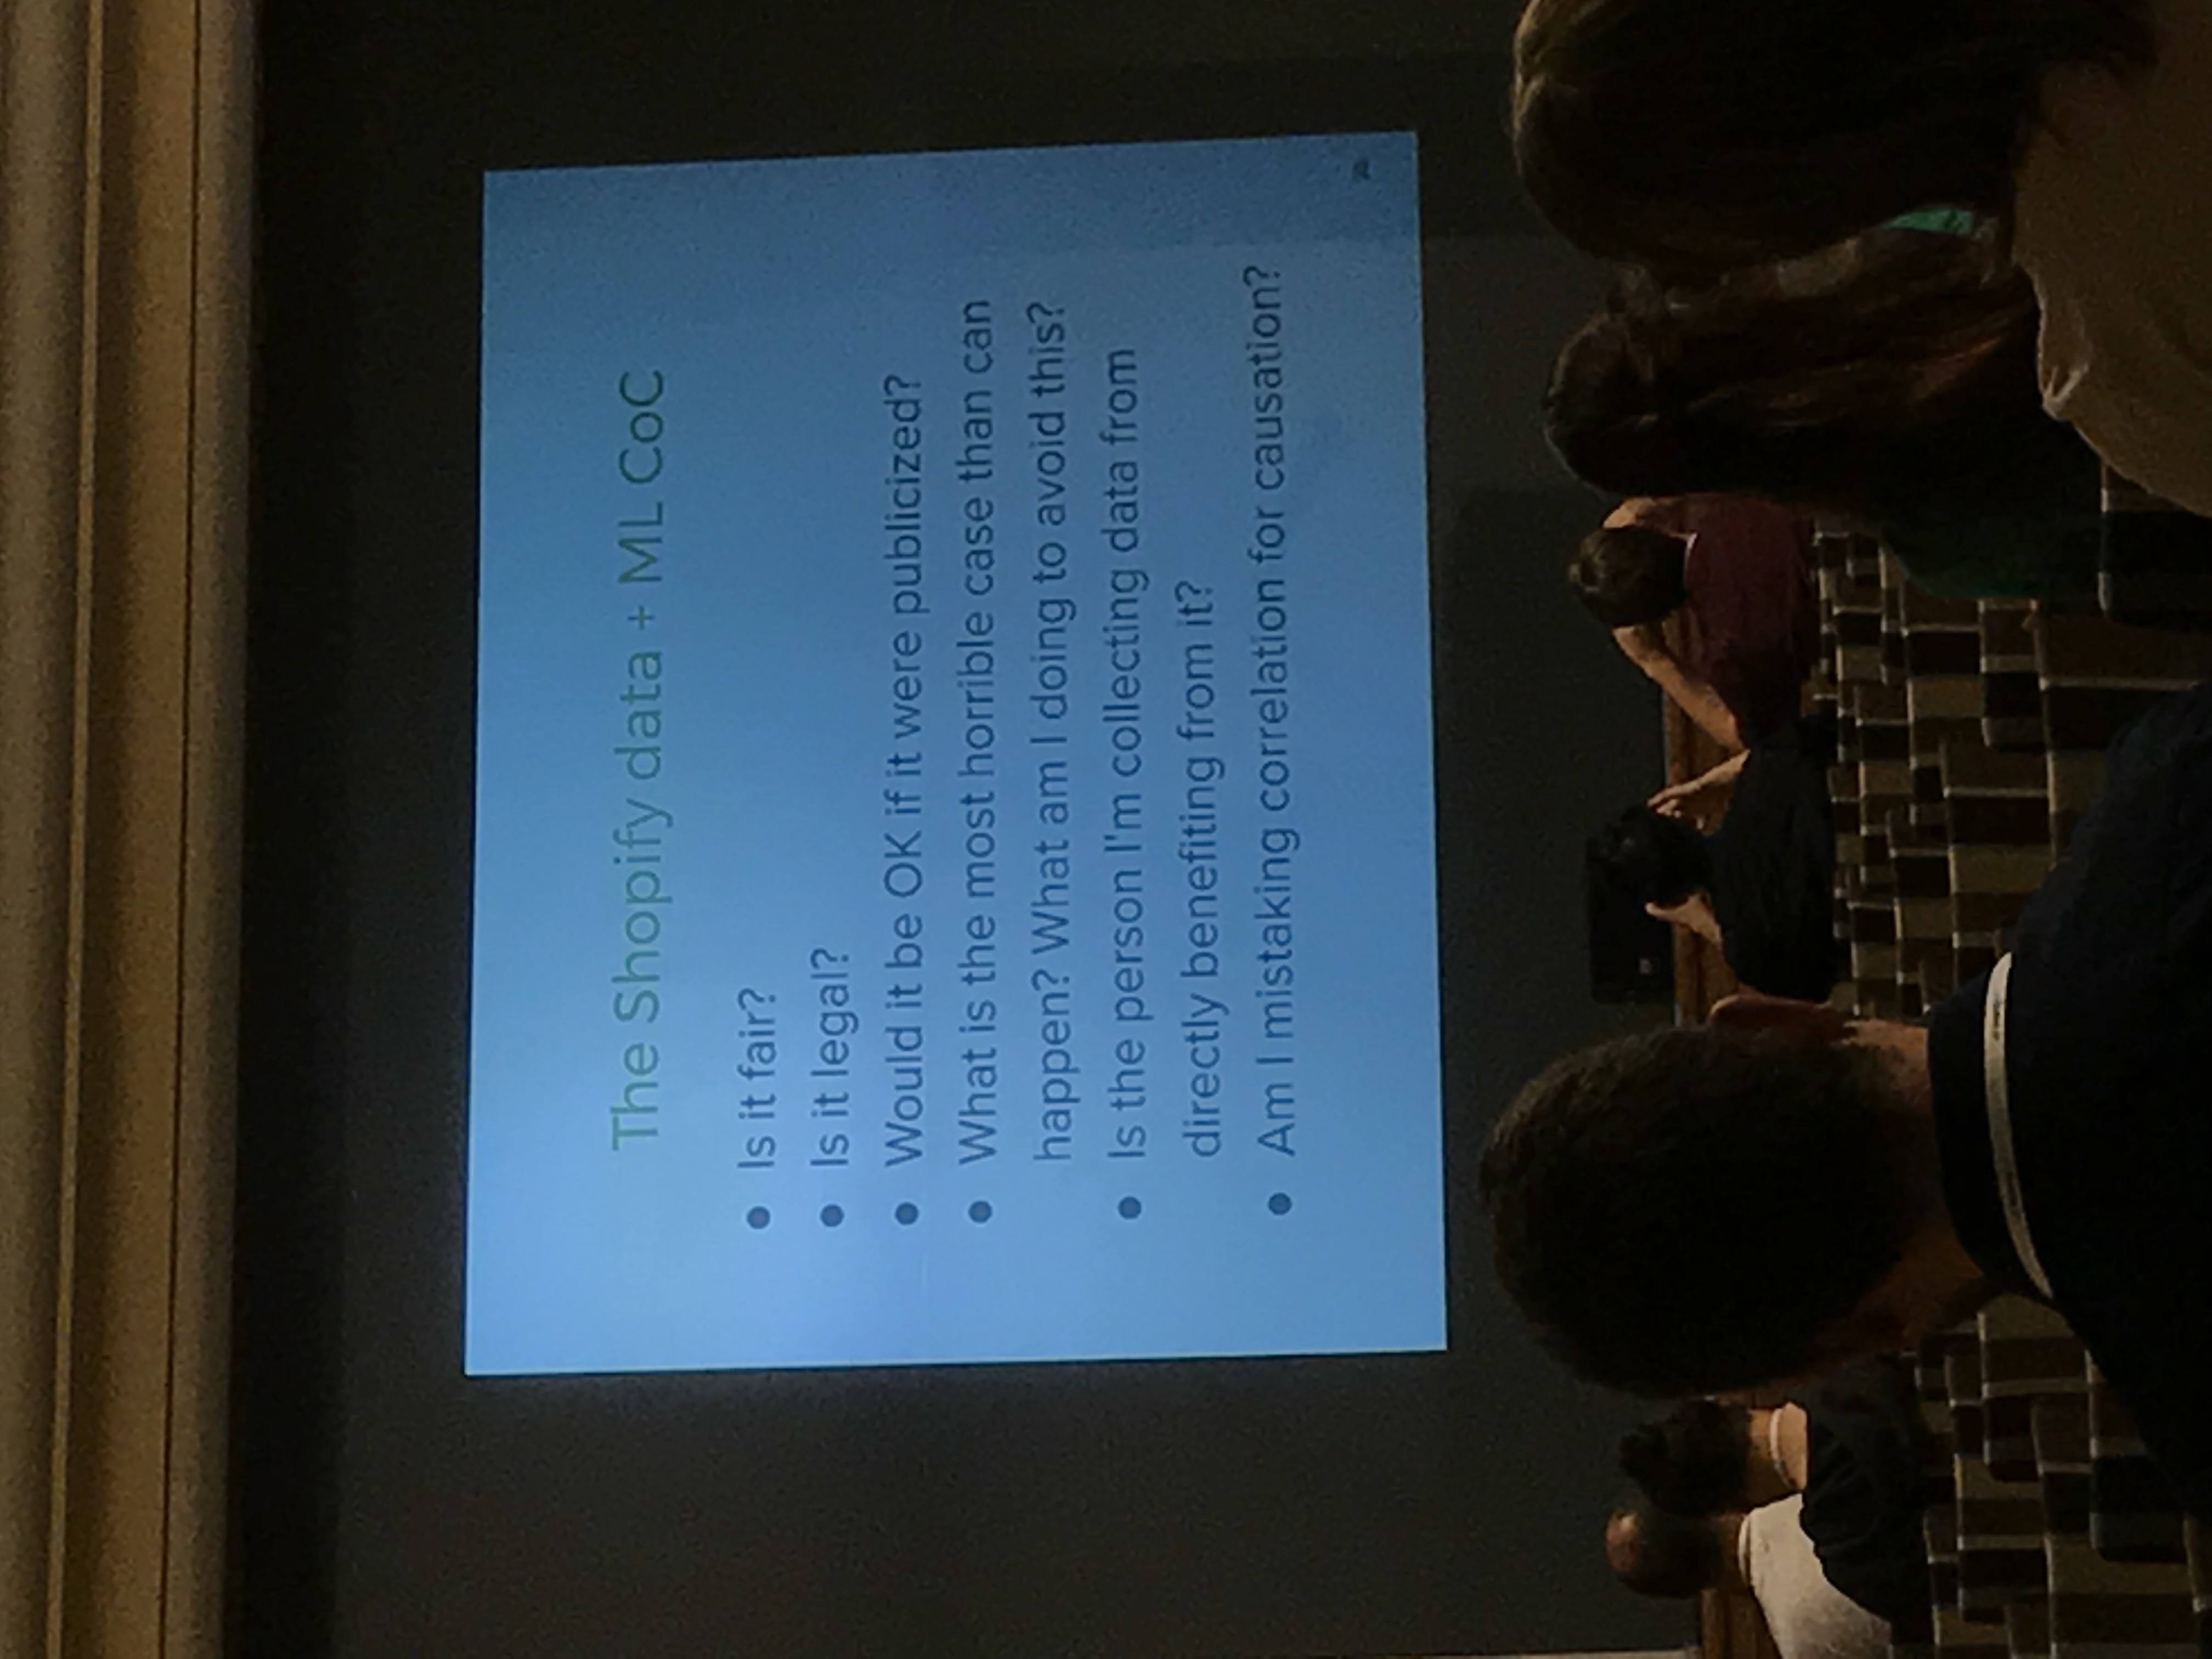 The Shopify data + ML CoC
● Is it fair?
● Is it legal?
● Would it be OK if it were publicized?
● What is the most horrible case than can
happen? What am I doing to avoid this?
● Is the person I'm collecting data from
directly benefiting from it?
● Am I mistaking correlation for causation?